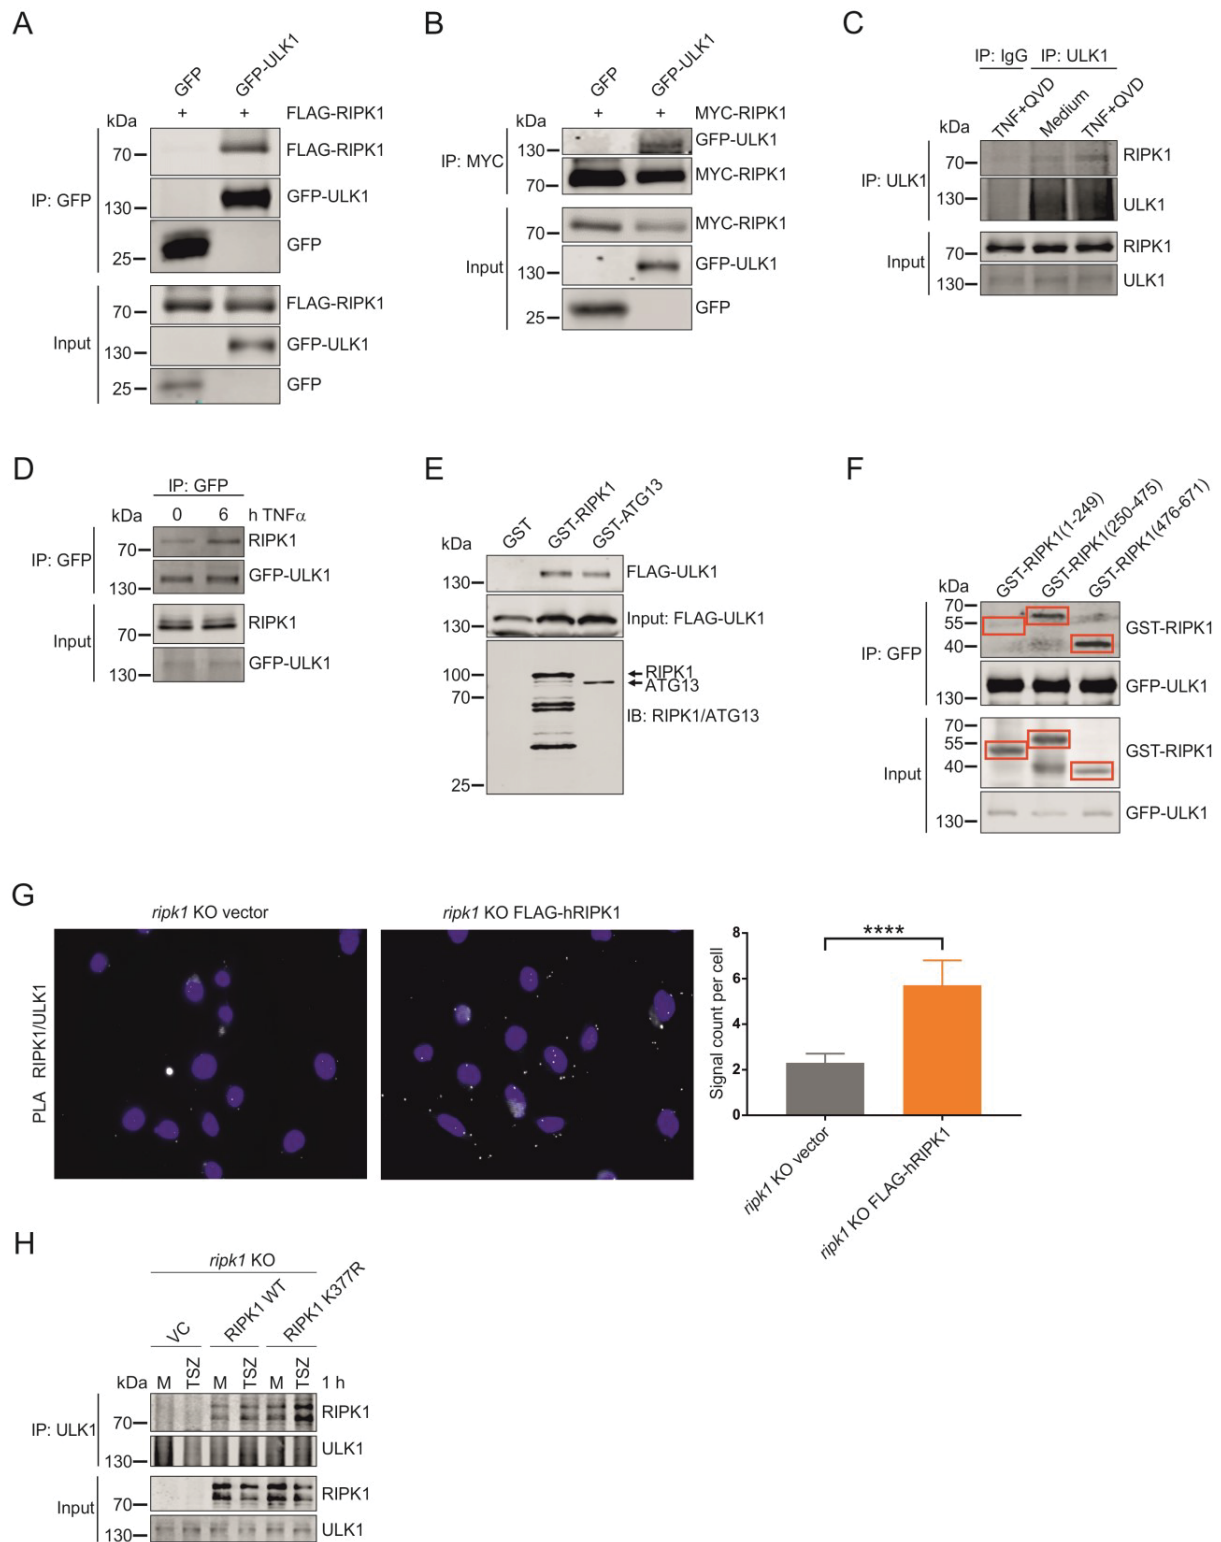 A
GFP
GFP-ULK1
kDa
+
+
FLAG-RIPK1
70
FLAG-RIPK1
IP: GFP
130
GFP-ULK1
25
GFP
Input
70
FLAG-RIPK1
130
GFP-ULK1
25
GFP
B
GFP
GFP-ULK1
kDa
+
+
MYC-RIPK1
IP: MYC
130
GFP-ULK1
70
MYC-RIPK1
Input
70
MYC-RIPK1
130
GFP-ULK1
25
GFP
C
IP: IgG
IP: ULK1
TNF+QVD
Medium
TNF+QVD
kDa
IP: ULK1
70
RIPK1
130
ULK1
Input
70
RIPK1
130
ULK1
D
IP: GFP
kDa
0
6
h TNFα
IP: GFP
70
RIPK1
130
GFP-ULK1
Input
70
RIPK1
130
GFP-ULK1
E
GST
GST-RIPK1
GST-ATG13
kDa
130
FLAG-ULK1
130
Input: FLAG-ULK1
100
RIPK1
ATG13
70
IB: RIPK1/ATG13
25
F
GST-RIPK1(1-249)
GST-RIPK1(250-475)
GST-RIPK1(476-671)
kDa
IP: GFP
70
55
GST-RIPK1
40
130
GFP-ULK1
Input
70
55
GST-RIPK1
40
130
GFP-ULK1
G
ripk1 KO vector
ripk1 KO FLAG-hRIPK1
PLA RIPK1/ULK1
Signal count per cell
8
6
4
2
0
****
ripk1 KO vector
ripk1 KO FLAG-hRIPK1
H
ripk1 KO
VC
RIPK1 WT
RIPK1 K377R
kDa
M
TSZ
M
TSZ
M
TSZ
1 h
IP: ULK1
70
RIPK1
130
ULK1
Input
70
RIPK1
130
ULK1